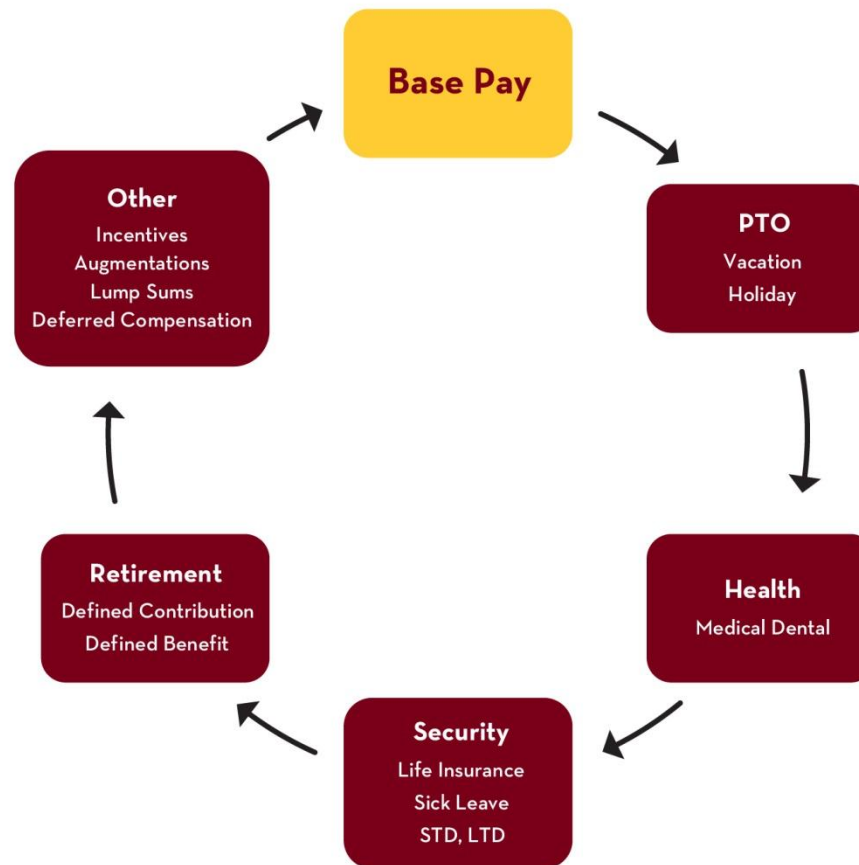 Base Pay
PTO
Vacation
Holiday
Health
Medical Dental
Security
Life Insurance
Sick Leave
STD, LTD
Retirement
Defined Contribution
Defined Benefit
Other
Incentives
Augmentations
Lump Sums
Deferred Compensation